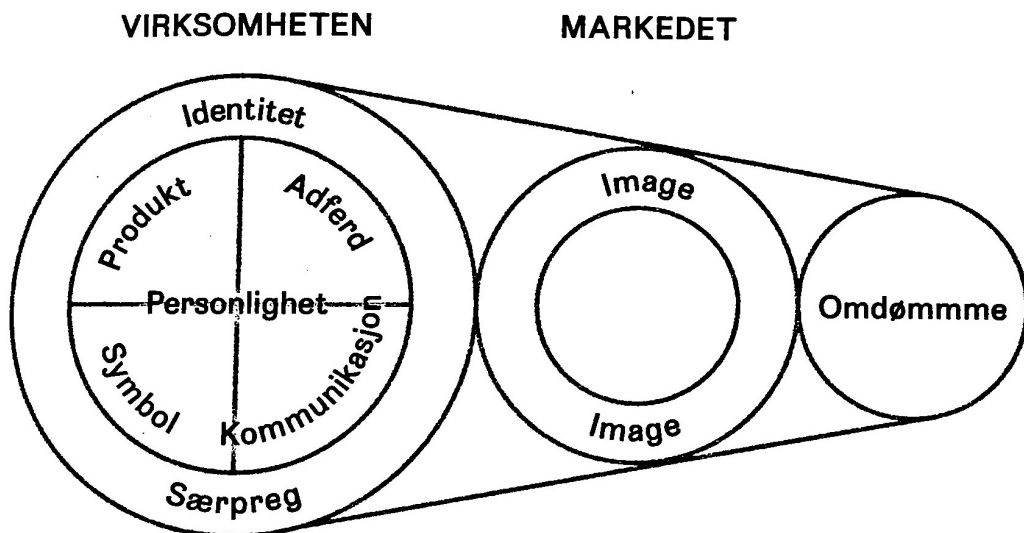 VIRKSOMHETEN
MARKEDET
Identitet
Produkt
Adferd
Personlighet
Symbol
Kommunikasjon
Særpreg
Image
Image
Omdømmme